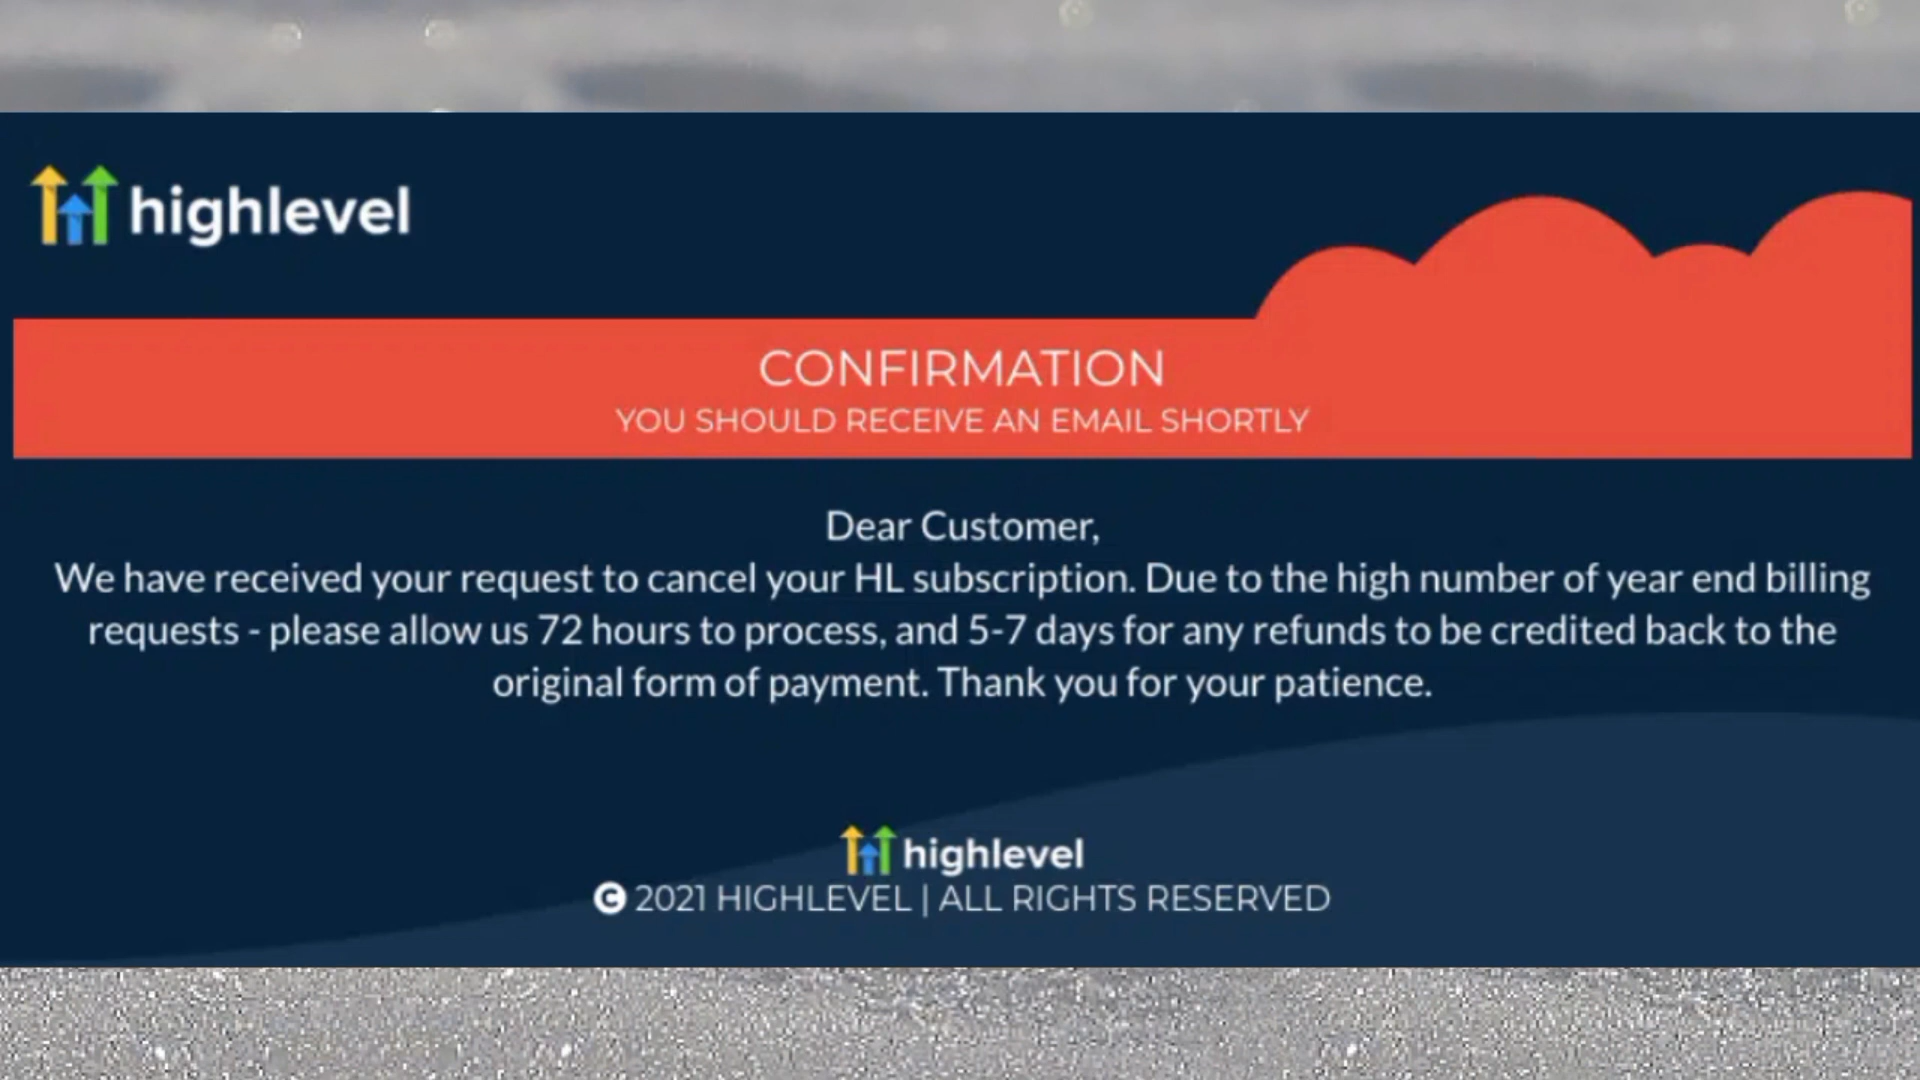 highlevel
CONFIRMATION
YOU SHOULD RECEIVE AN EMAIL SHORTLY
Dear Customer,
We have received your request to cancel your HL subscription. Due to the high number of year end billing
requests - please allow us 72 hours to process, and 5-7 days for any refunds to be credited back to the
original form of payment. Thank you for your patience.
highlevel
© 2021 HIGHLEVEL | ALL RIGHTS RESERVED